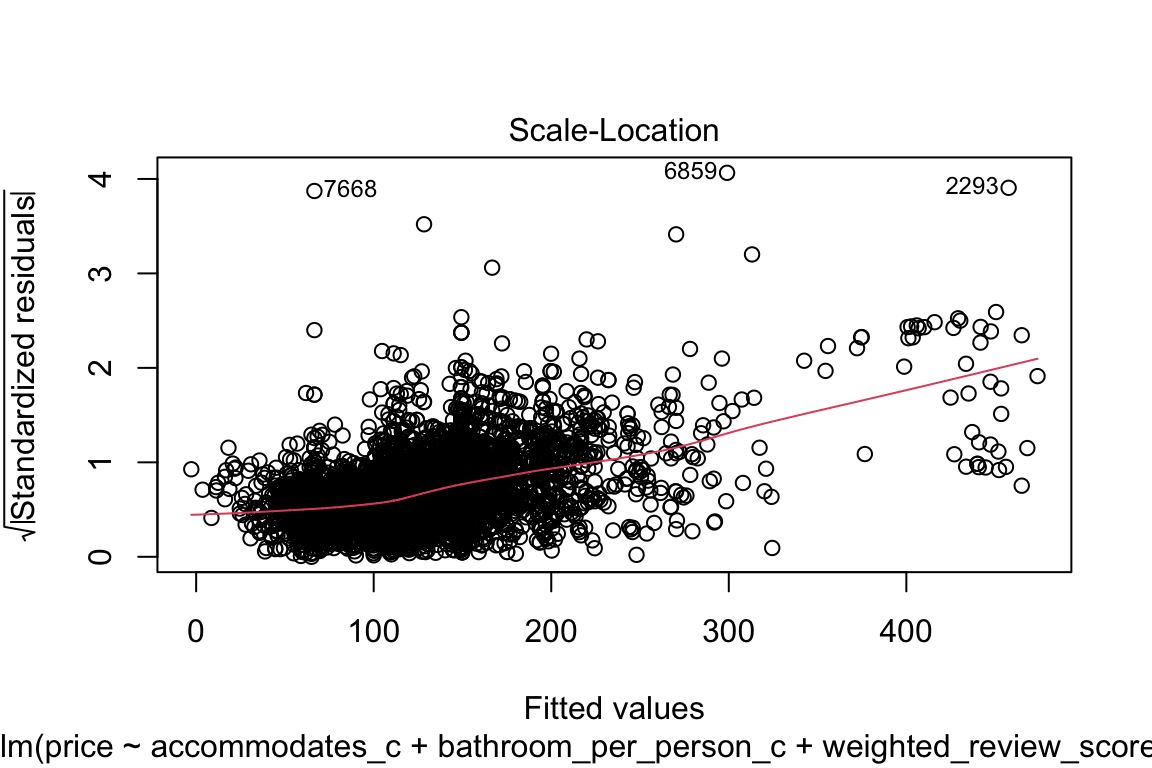 Scale-Location
√|Standardized residuals|
4
3
2
1
0
7668
6859
2293
0 100 200 300 400
Fitted values
lm(price ~ accommodates_c + bathroom_per_person_c + weighted_review_score